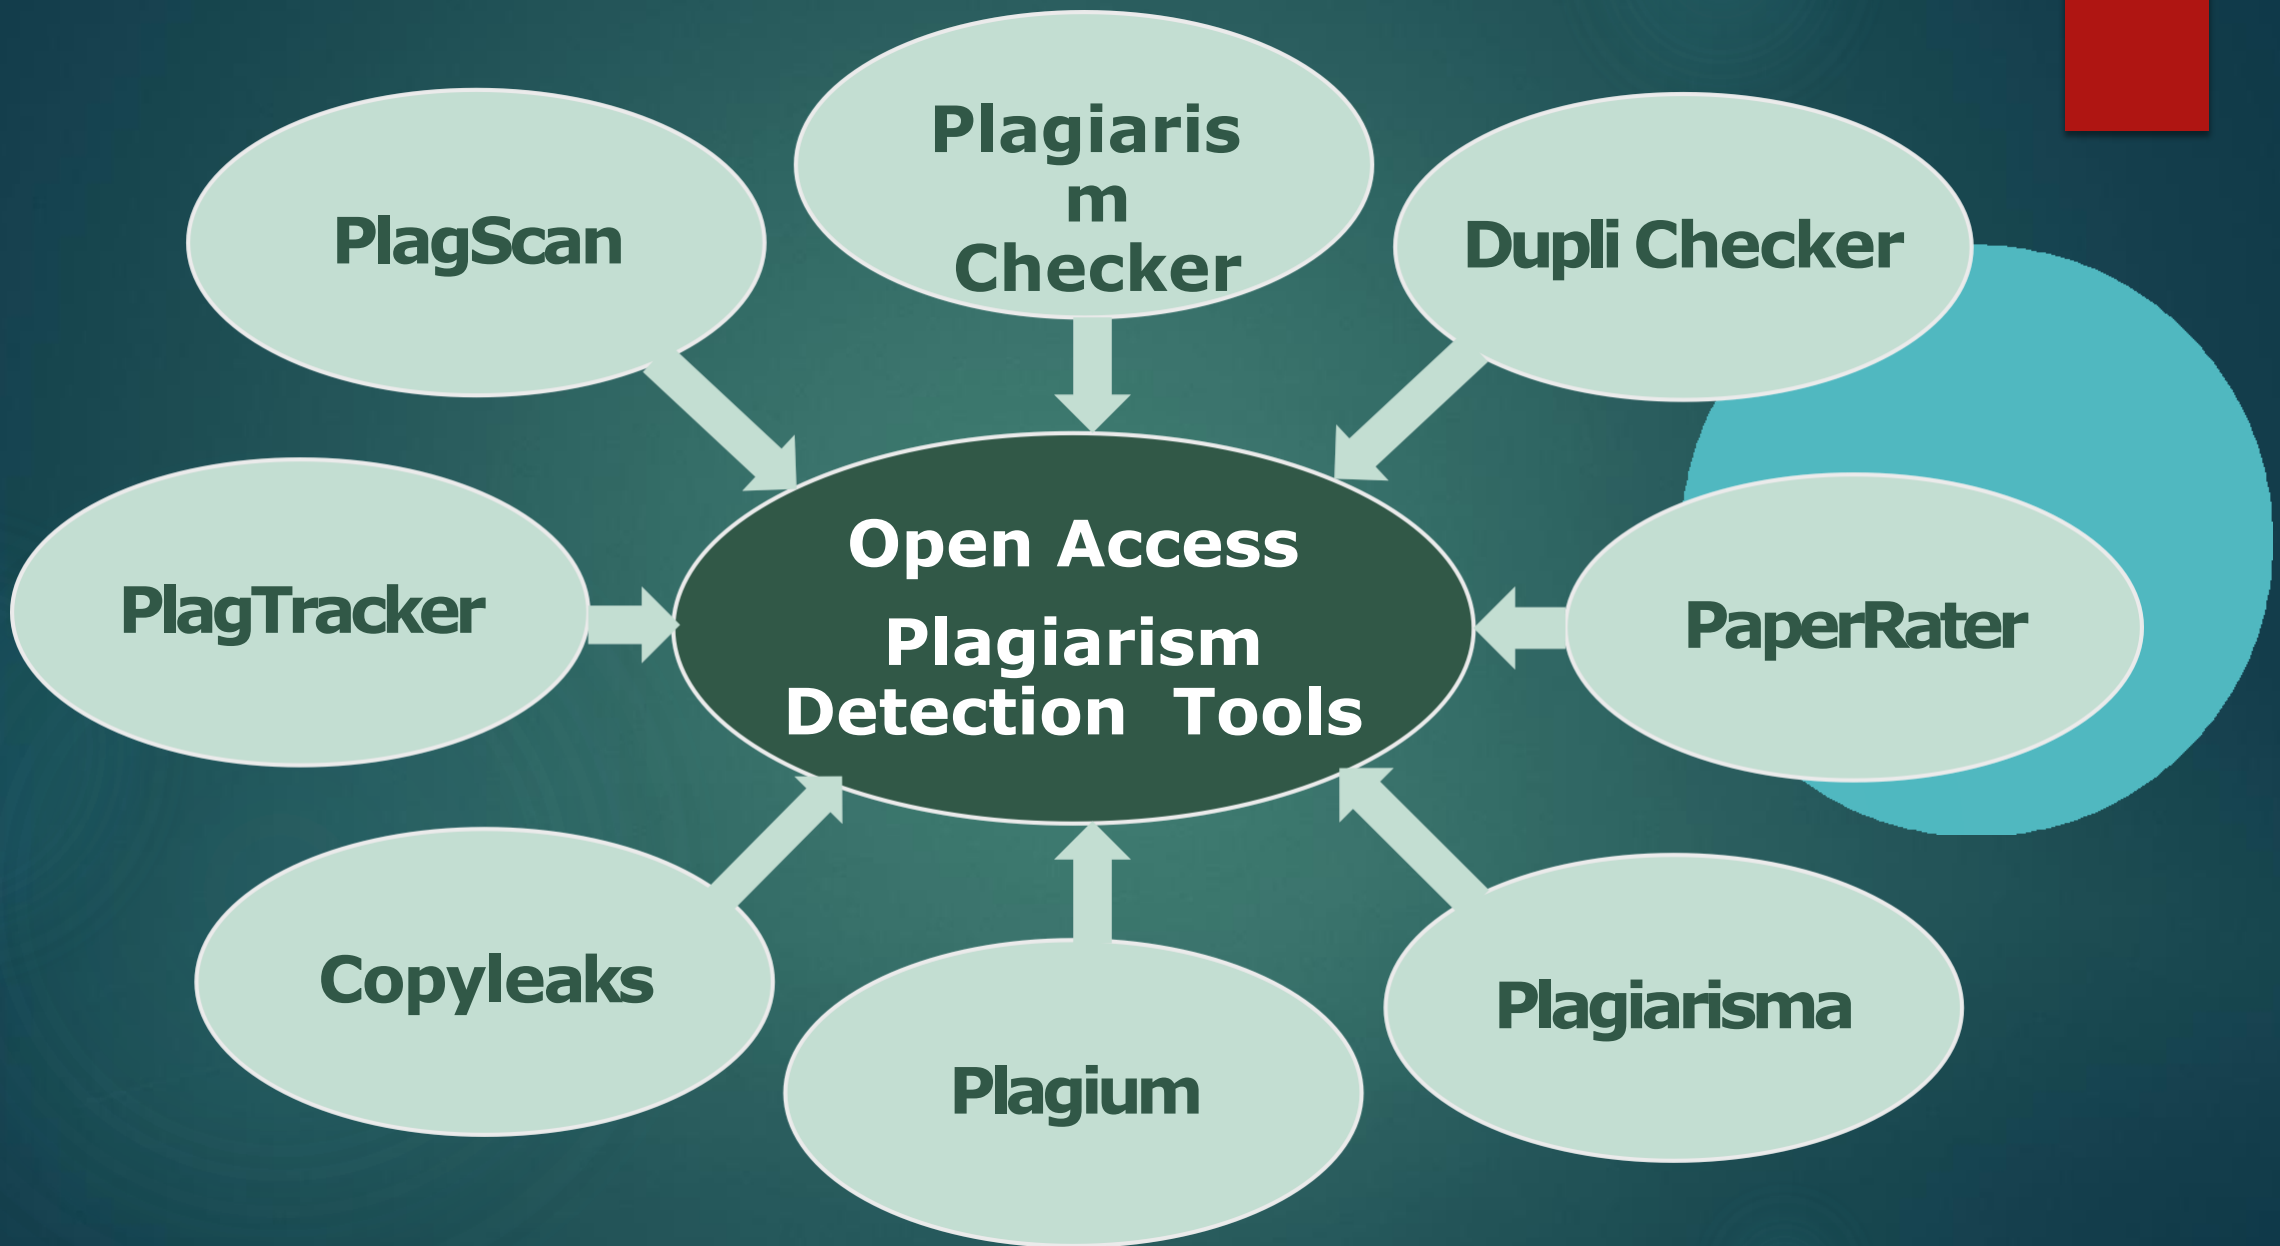 Plagiaris
m
Checker
PlagScan
Dupli Checker
Open Access
Plagiarism
Detection Tools
PlagTracker
PaperRater
Copyleaks
Plagiarisma
Plagium